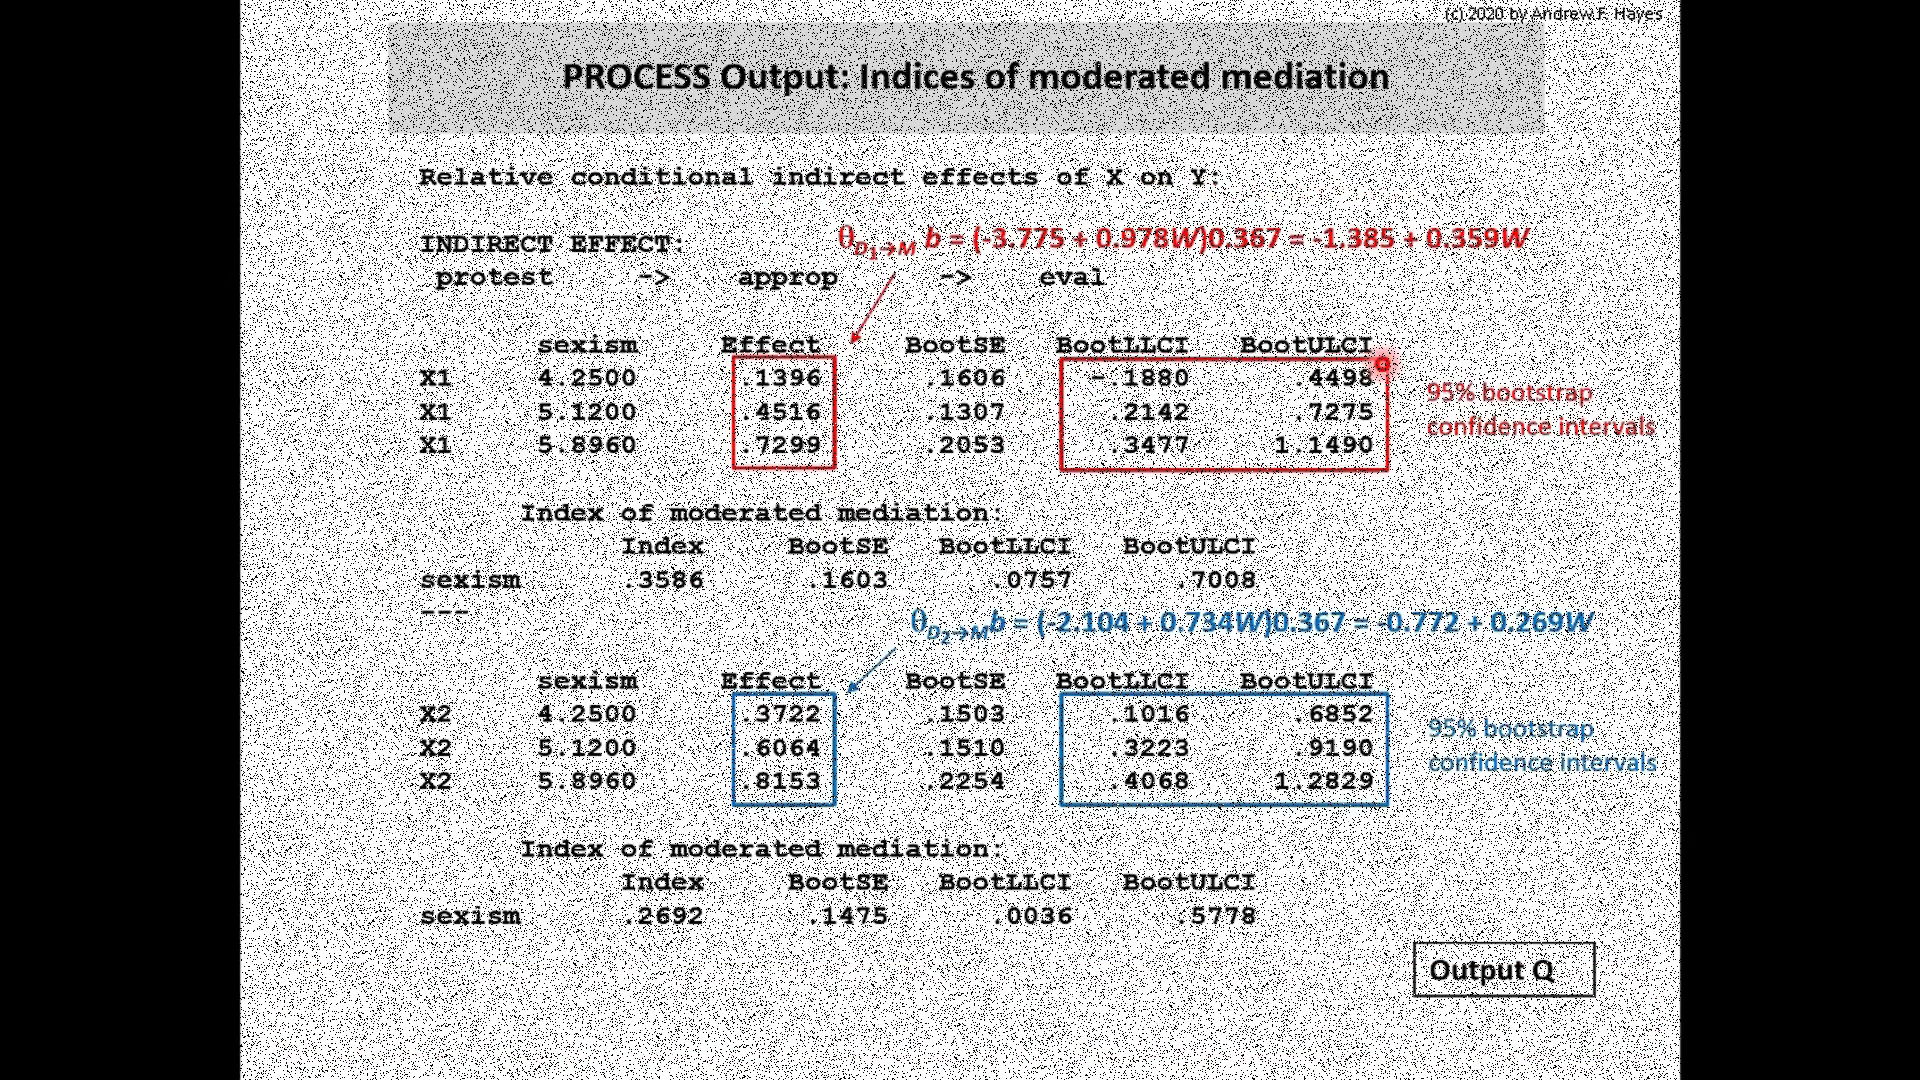 (c) 2020 by Andrew F. Hayes
PROCESS Output: Indices of moderated mediation
Relative conditional indirect effects of X on Y:
θD1→M b = (-3.775 + 0.978W)0.367 = -1.385 + 0.359W
INDIRECT EFFECT:
protest -> approp -> eval
sexism Effect BootSE BootLLCI BootULCI
X1 4.2500 .1396 .1606 -.1880 .4498
X1 5.1200 .4516 .1307 .2142 .7275
X1 5.8960 .7299 .2053 .3477 1.1490
95% bootstrap
confidence intervals
Index of moderated mediation:
Index BootSE BootLLCI BootULCI
sexism .3586 .1603 .0757 .7008
---
θD2→Mb = (-2.104 + 0.734W)0.367 = -0.772 + 0.269W
sexism Effect BootSE BootLLCI BootULCI
X2 4.2500 .3722 .1503 .1016 .6852
X2 5.1200 .6064 .1510 .3223 .9190
X2 5.8960 .8153 .2254 .4068 1.2829
95% bootstrap
confidence intervals
Index of moderated mediation:
Index BootSE BootLLCI BootULCI
sexism .2692 .1475 .0036 .5778
Output Q